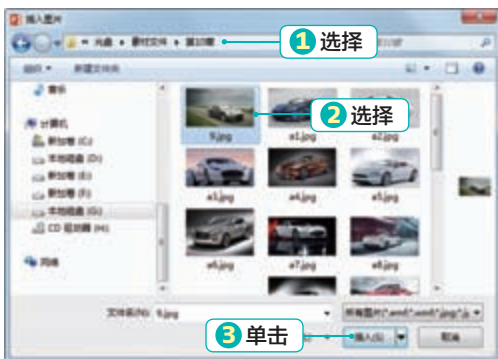 插入图片
光盘 ▸ 素材文件 ▸ 第10章
1 选择
组织 新建文件夹
音乐
9.jpg
a1.jpg
a2.jpg
2 选择
计算机
新加卷 (C:)
本地磁盘 (D:)
新加卷 (E:)
新加卷 (F:)
本地磁盘 (G:)
CD 驱动器 (H:)
a3.jpg
a4.jpg
a5.jpg
网络
a6.jpg
a7.jpg
a8.jpg
文件名(N): 9.jpg
所有图片(*.emf;*.wmf;*.jpg;*.j
3 单击
插入(S)
取消